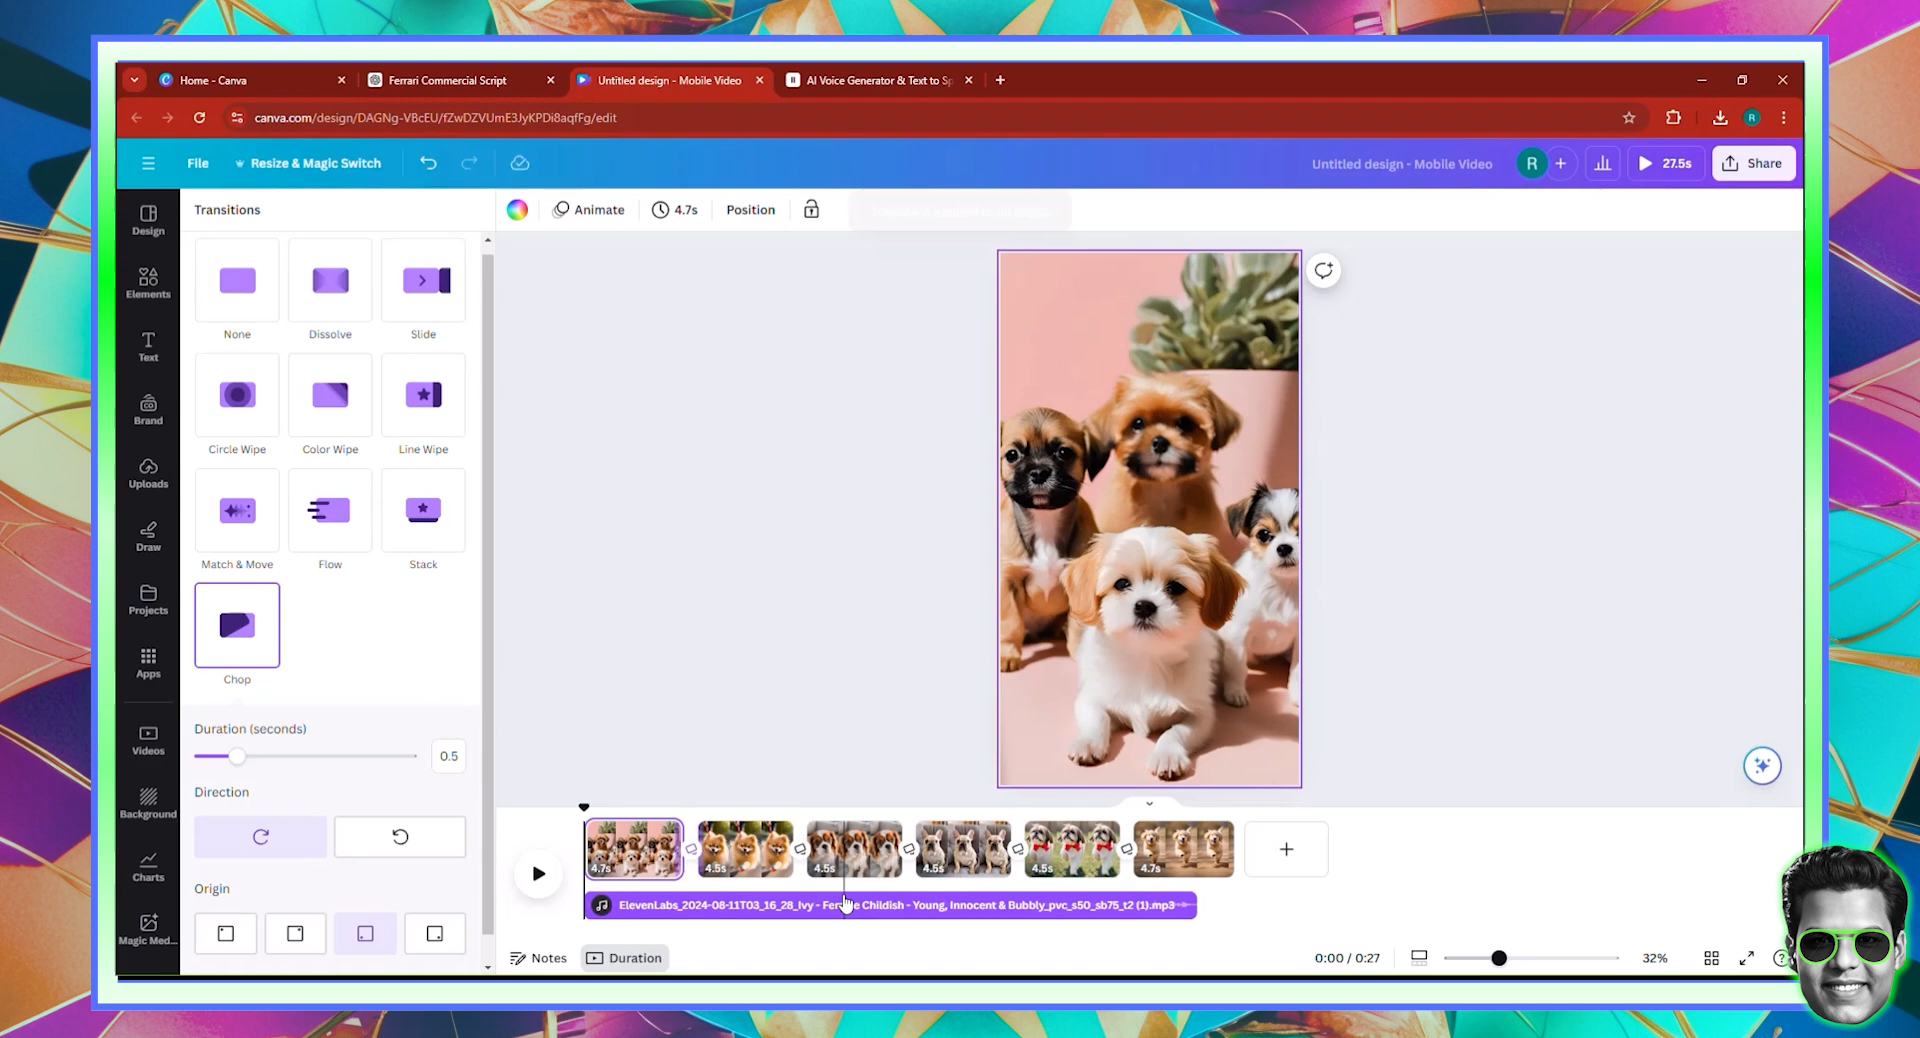 Home - Canva
Ferrari Commercial Script
Untitled design - Mobile Video
AI Voice Generator & Text to Sp
canva.com/design/DAGNg-VBcEU/fZwDZVUmE3JyKPDi8aqfFg/edit
R
File
Resize & Magic Switch
Untitled design - Mobile Video
R
27.5s
Share
Design
Elements
Text
Brand
Uploads
Draw
Projects
Apps
Videos
Background
Charts
Magic Med...
Transitions
None
Dissolve
Slide
Circle Wipe
Color Wipe
Line Wipe
Match & Move
Flow
Stack
Chop
Duration (seconds)
0.5
Direction
Origin
Animate
4.7s
Position
4.7s
4.5s
4.5s
4.5s
4.5s
4.7s
ElevenLabs_2024-08-11T03_16_28_Ivy - Fe Childish - Young, Innocent & Bubbly_pvc_s50_sb75_t2 (1).mp3
Notes
Duration
0:00 / 0:27
32%